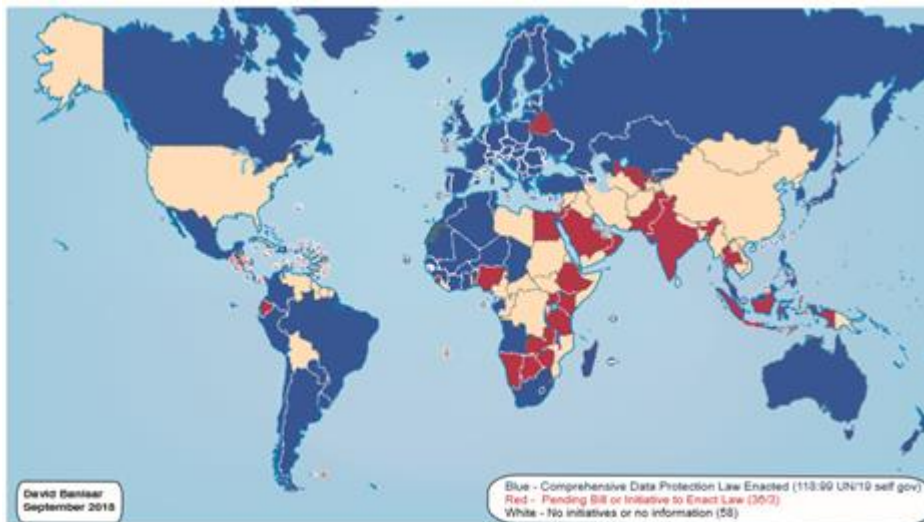 David Banisar
September 2018
Blue - Comprehensive Data Protection Law Enacted (118:99 UN/19 self gov)
Red - Pending Bill or Initiative to Enact Law (36/3)
White - No initiatives or no information (58)